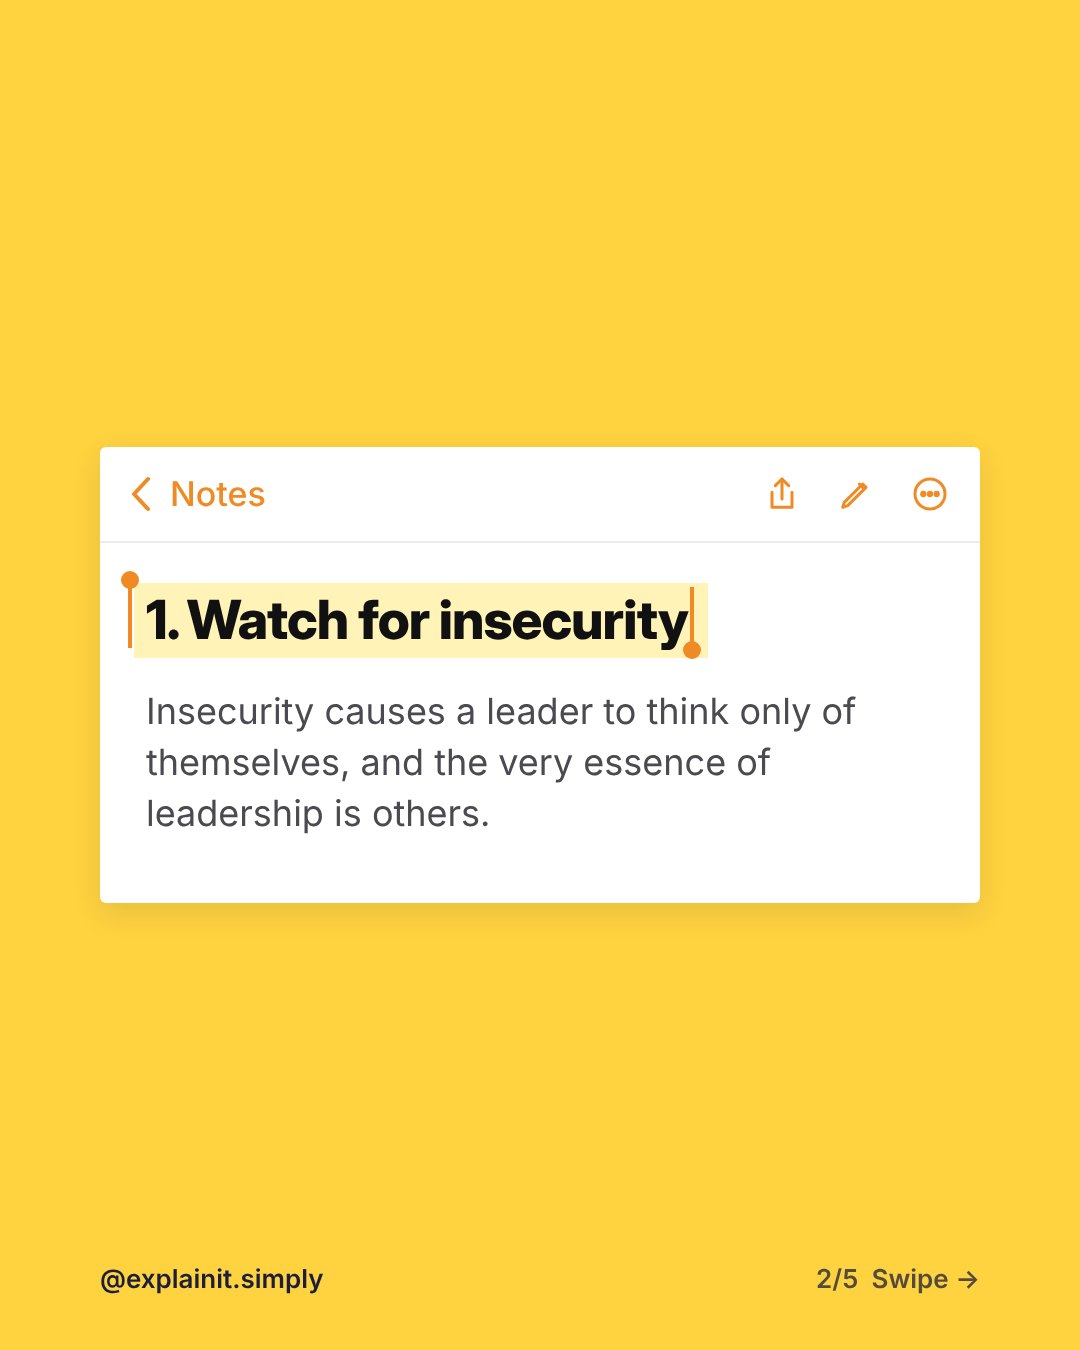 Notes
1. Watch for insecurity
Insecurity causes a leader to think only of
themselves, and the very essence of
leadership is others.
@explainit.simply
2/5 Swipe →